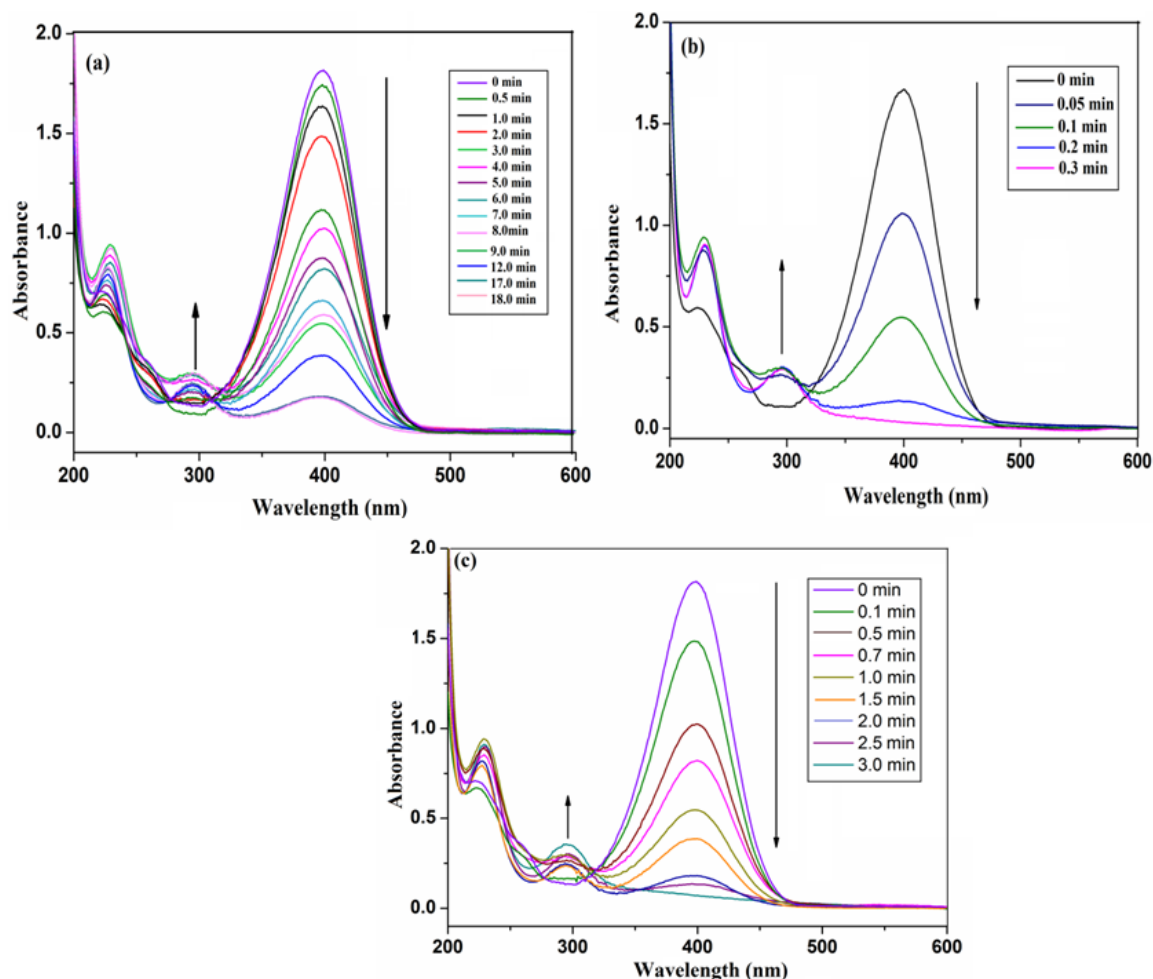 (a)
2.0
1.5
1.0
0.5
0.0
Absorbance
200
300
400
500
600
Wavelength (nm)
0 min
0.5 min
1.0 min
2.0 min
3.0 min
4.0 min
5.0 min
6.0 min
7.0 min
8.0min
9.0 min
12.0 min
17.0 min
18.0 min
(b)
2.0
1.5
1.0
0.5
0.0
Absorbance
200
300
400
500
600
Wavelength (nm)
0 min
0.05 min
0.1 min
0.2 min
0.3 min
(c)
2.0
1.5
1.0
0.5
0.0
Absorbance
200
300
400
500
600
Wavelength (nm)
0 min
0.1 min
0.5 min
0.7 min
1.0 min
1.5 min
2.0 min
2.5 min
3.0 min